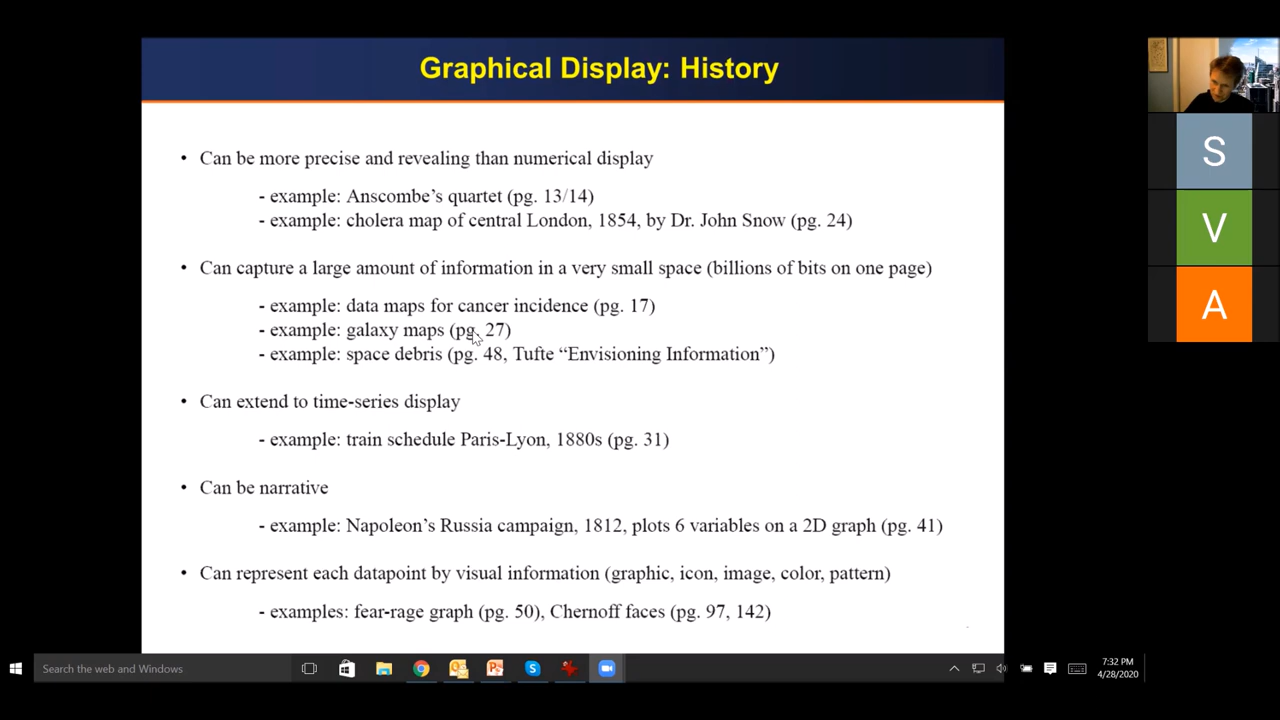 Graphical Display: History
• Can be more precise and revealing than numerical display
- example: Anscombe’s quartet (pg. 13/14)
- example: cholera map of central London, 1854, by Dr. John Snow (pg. 24)
• Can capture a large amount of information in a very small space (billions of bits on one page)
- example: data maps for cancer incidence (pg. 17)
- example: galaxy maps (pg. 27)
- example: space debris (pg. 48, Tufte “Envisioning Information”)
• Can extend to time-series display
- example: train schedule Paris-Lyon, 1880s (pg. 31)
• Can be narrative
- example: Napoleon’s Russia campaign, 1812, plots 6 variables on a 2D graph (pg. 41)
• Can represent each datapoint by visual information (graphic, icon, image, color, pattern)
- examples: fear-rage graph (pg. 50), Chernoff faces (pg. 97, 142)
S
V
A
Search the web and Windows
7:32 PM
4/28/2020